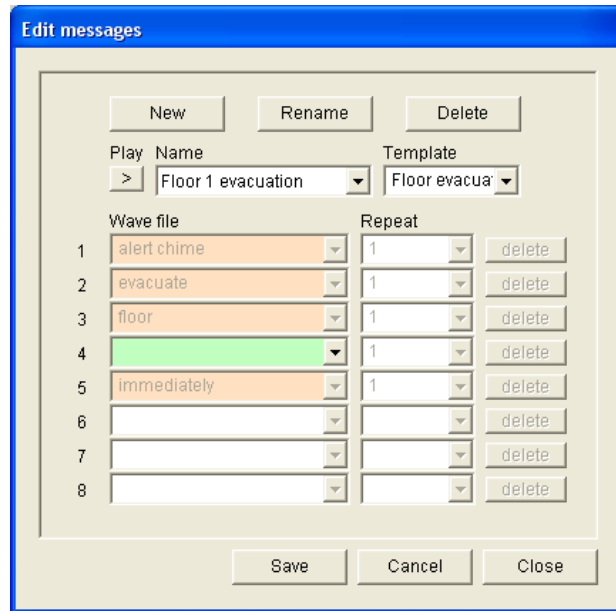 Edit messages
New Rename Delete
Play Name Template
> Floor 1 evacuation Floor evacua
Wave file Repeat
1 alert chime 1 delete
2 evacuate 1 delete
3 floor 1 delete
4 1 delete
5 immediately 1 delete
6 delete
7 delete
8 delete
Save Cancel Close